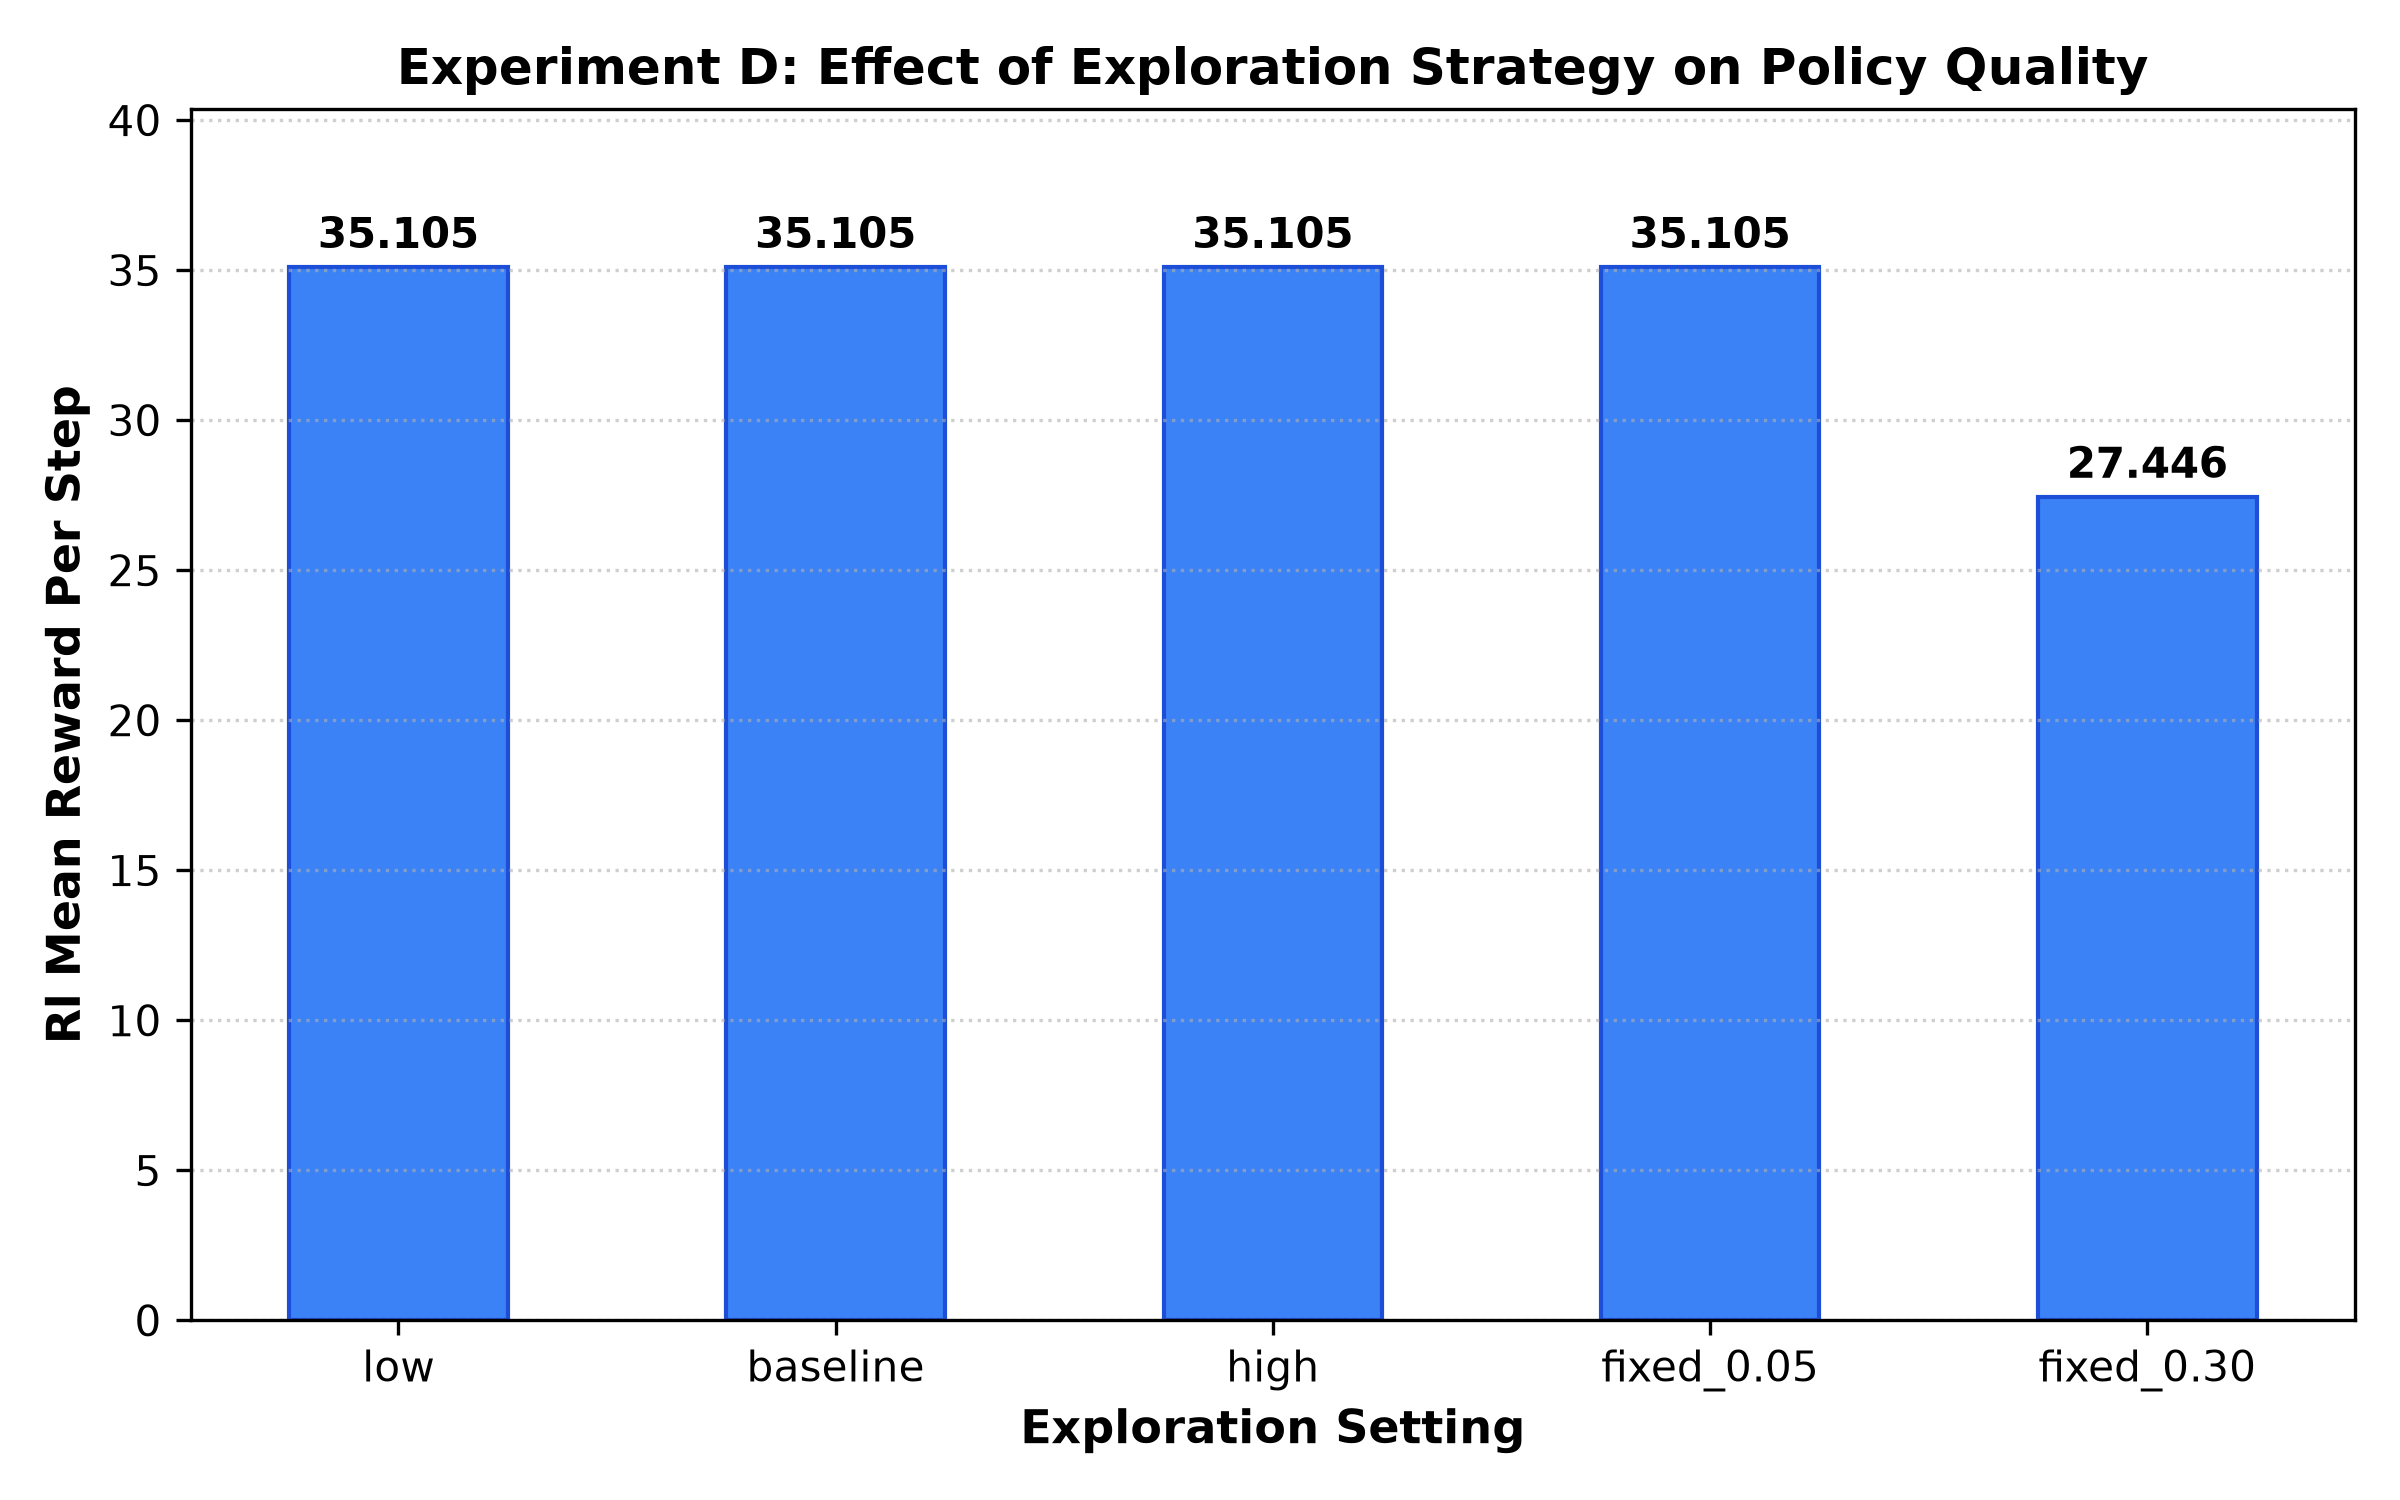 Experiment D: Effect of Exploration Strategy on Policy Quality
RI Mean Reward Per Step
40
35
30
25
20
15
10
5
0
35.105
35.105
35.105
35.105
27.446
low
baseline
high
fixed_0.05
fixed_0.30
Exploration Setting